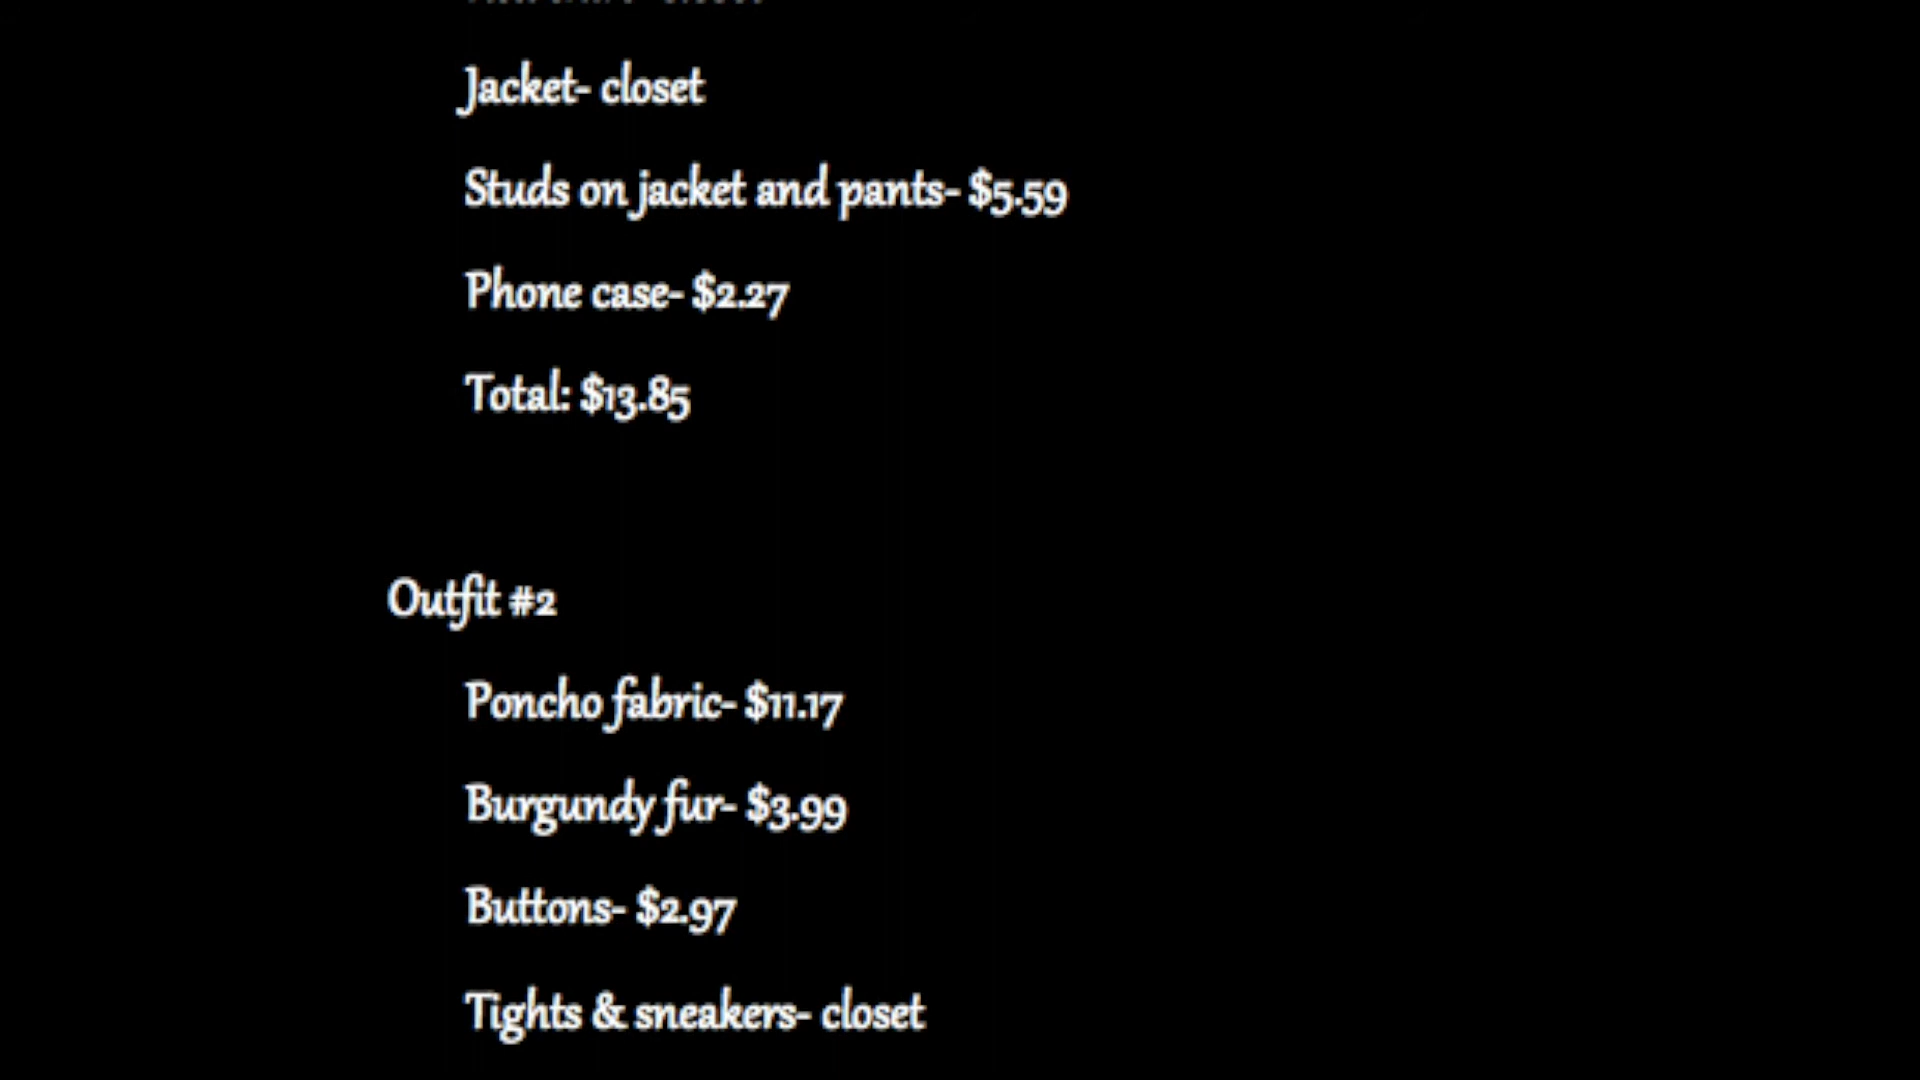 Jacket- closet
Studs on jacket and pants- $5.59
Phone case- $2.27
Total: $13.85
Outfit #2
Poncho fabric- $11.17
Burgundy fur- $3.99
Buttons- $2.97
Tights & sneakers- closet